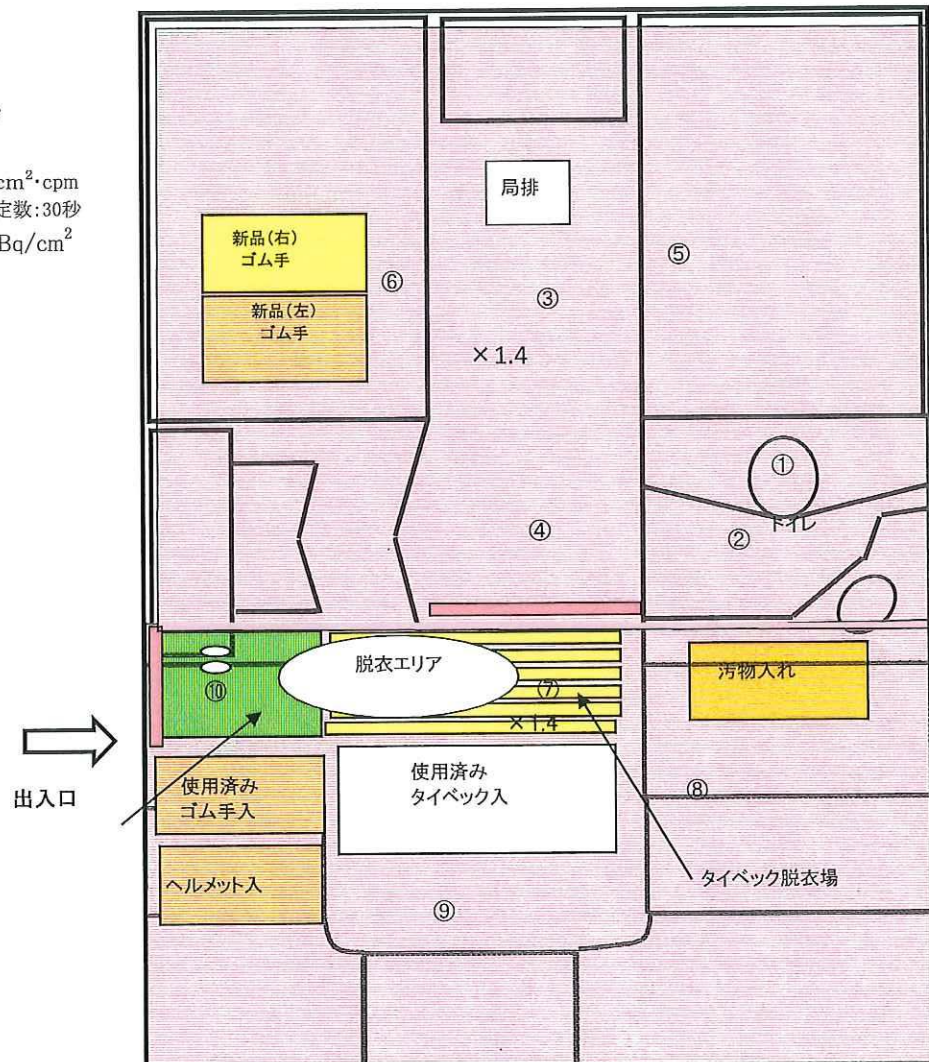 cm²・cpm
定数:30秒
Bq/cm²
局排
新品(右)
ゴム手
新品(左)
ゴム手
⑥
③
⑤
×1.4
①
トイレ
②
④
脱衣エリア
⑦
×1.4
⑩
汚物入れ
出入口
使用済み
ゴム手入
使用済み
タイベック入
⑧
ヘルメット入
タイベック脱衣場
⑨